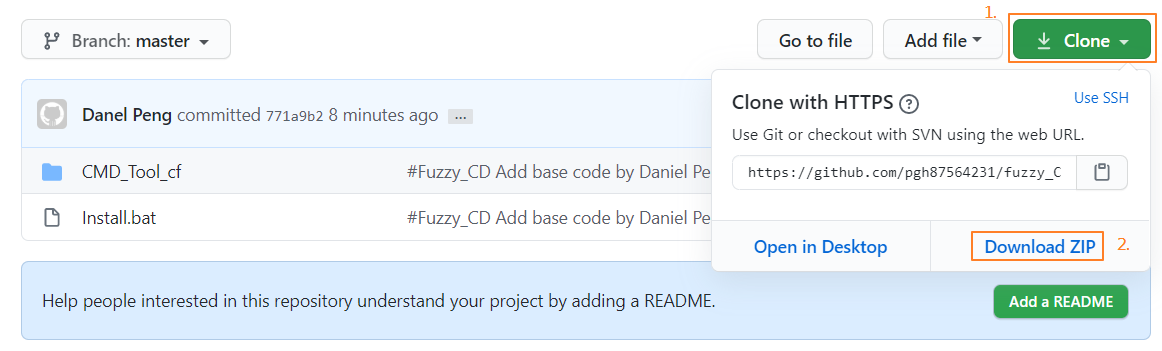 1.
Branch: master
Go to file
Add file
Clone
Danel Peng committed 771a9b2 8 minutes ago ...
Clone with HTTPS ?
Use SSH
Use Git or checkout with SVN using the web URL.
https://github.com/pgh87564231/fuzzy_C
CMD_Tool_cf
#Fuzzy_CD Add base code by Daniel Pe
Install.bat
#Fuzzy_CD Add base code by Daniel Pe
Open in Desktop
Download ZIP
2.
Help people interested in this repository understand your project by adding a README.
Add a README